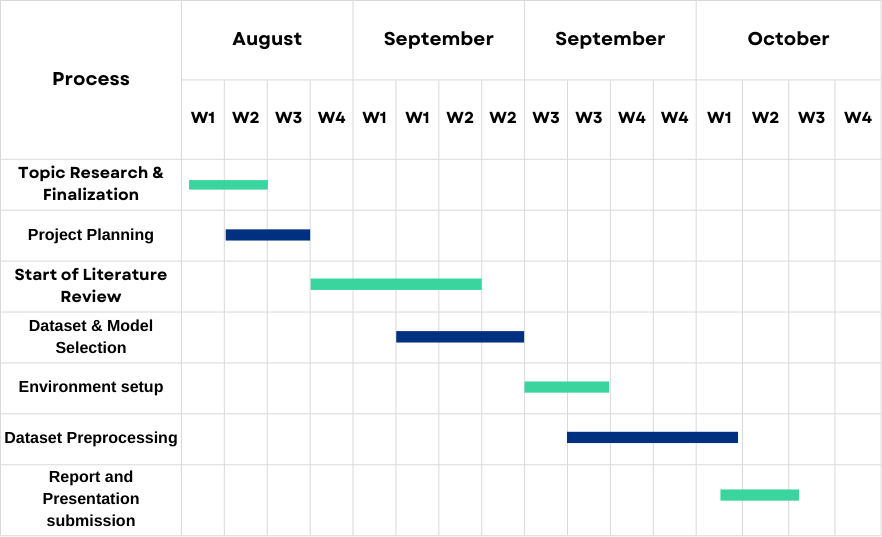 August September September October
Process
W1 W2 W3 W4 W1 W1 W2 W2 W3 W3 W4 W4 W1 W2 W3 W4
Topic Research &
Finalization
Project Planning
Start of Literature
Review
Dataset & Model
Selection
Environment setup
Dataset Preprocessing
Report and
Presentation
submission